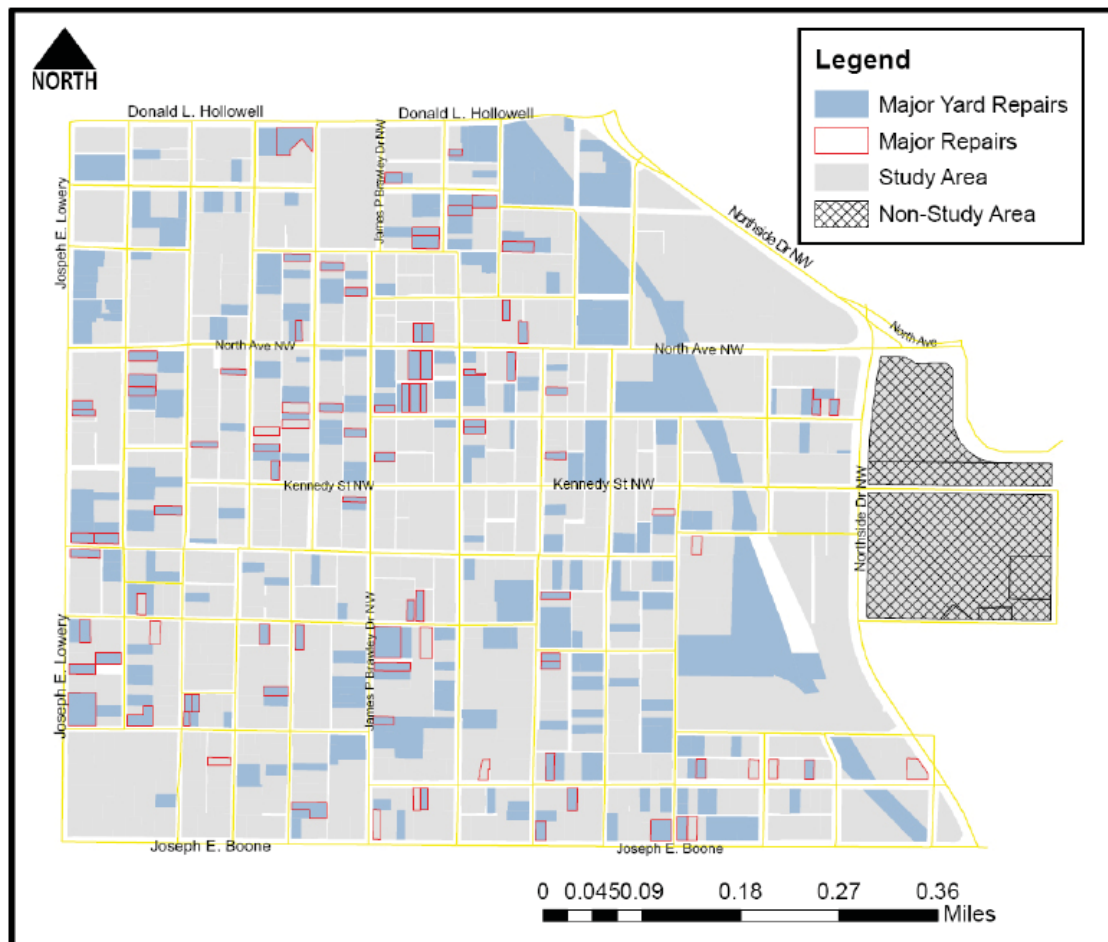 NORTH
Legend
Major Yard Repairs
Major Repairs
Study Area
Non-Study Area
Donald L. Hollowell
Donald L. Hollowell
Joseph E. Lowery
James P Brawley Dr NW
Northside Dr NW
North Ave
North Ave NW
North Ave NW
Kennedy St NW
Kennedy St NW
Northside Dr NW
Joseph E. Lowery
James P Brawley Dr NW
Joseph E. Boone
Joseph E. Boone
0 0.0450.09 0.18 0.27 0.36
Miles